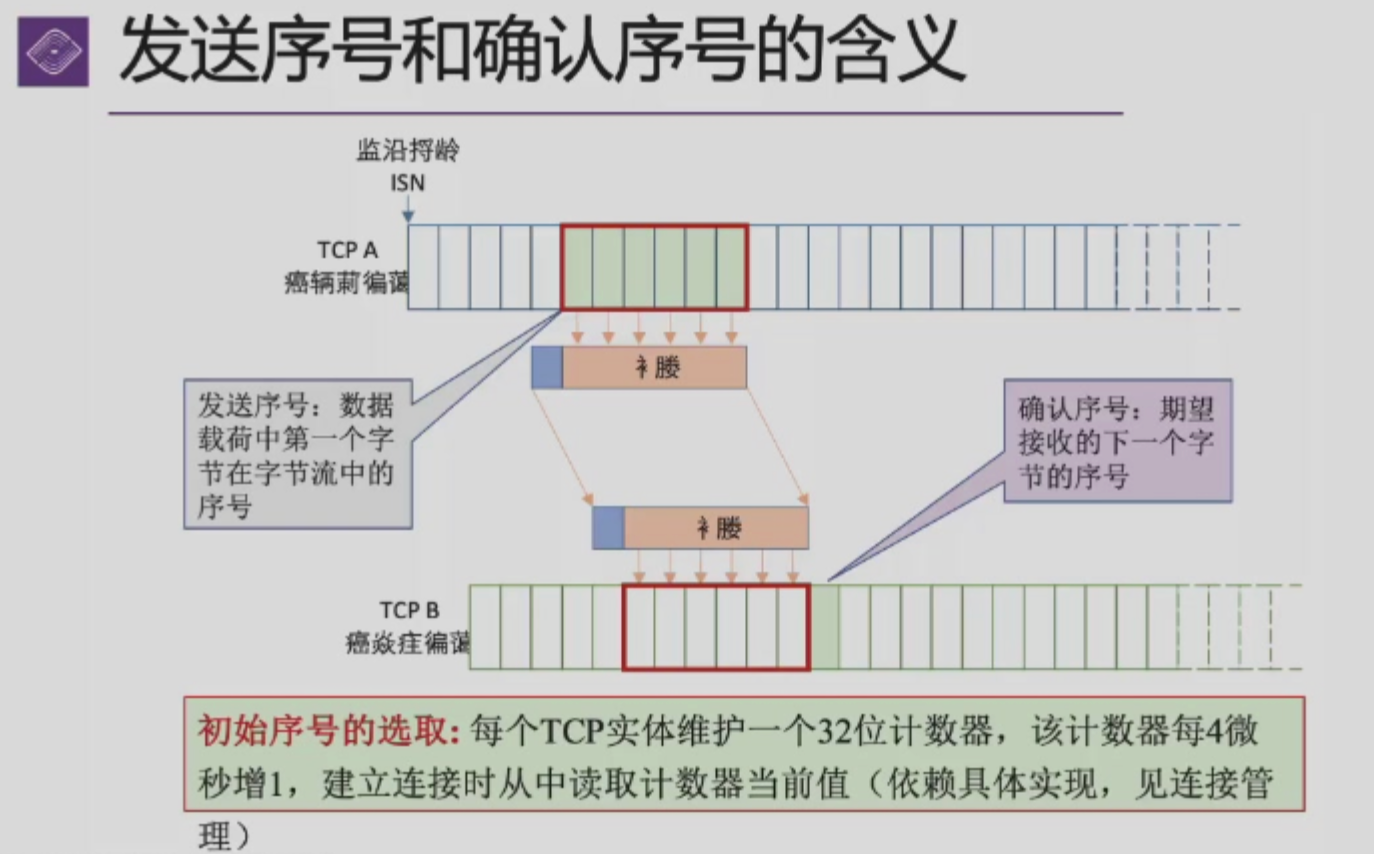 发送序号和确认序号的含义
监沿捋龄
ISN
TCP A
癌辆莿徧蔼
衤媵
发送序号：数据
载荷中第一个字
节在字节流中的
序号
确认序号：期望
接收的下一个字
节的序号
衤媵
TCP B
癌焱疰徧蔼
初始序号的选取: 每个TCP实体维护一个32位计数器，该计数器每4微
秒增1，建立连接时从中读取计数器当前值（依赖具体实现，见连接管
理）